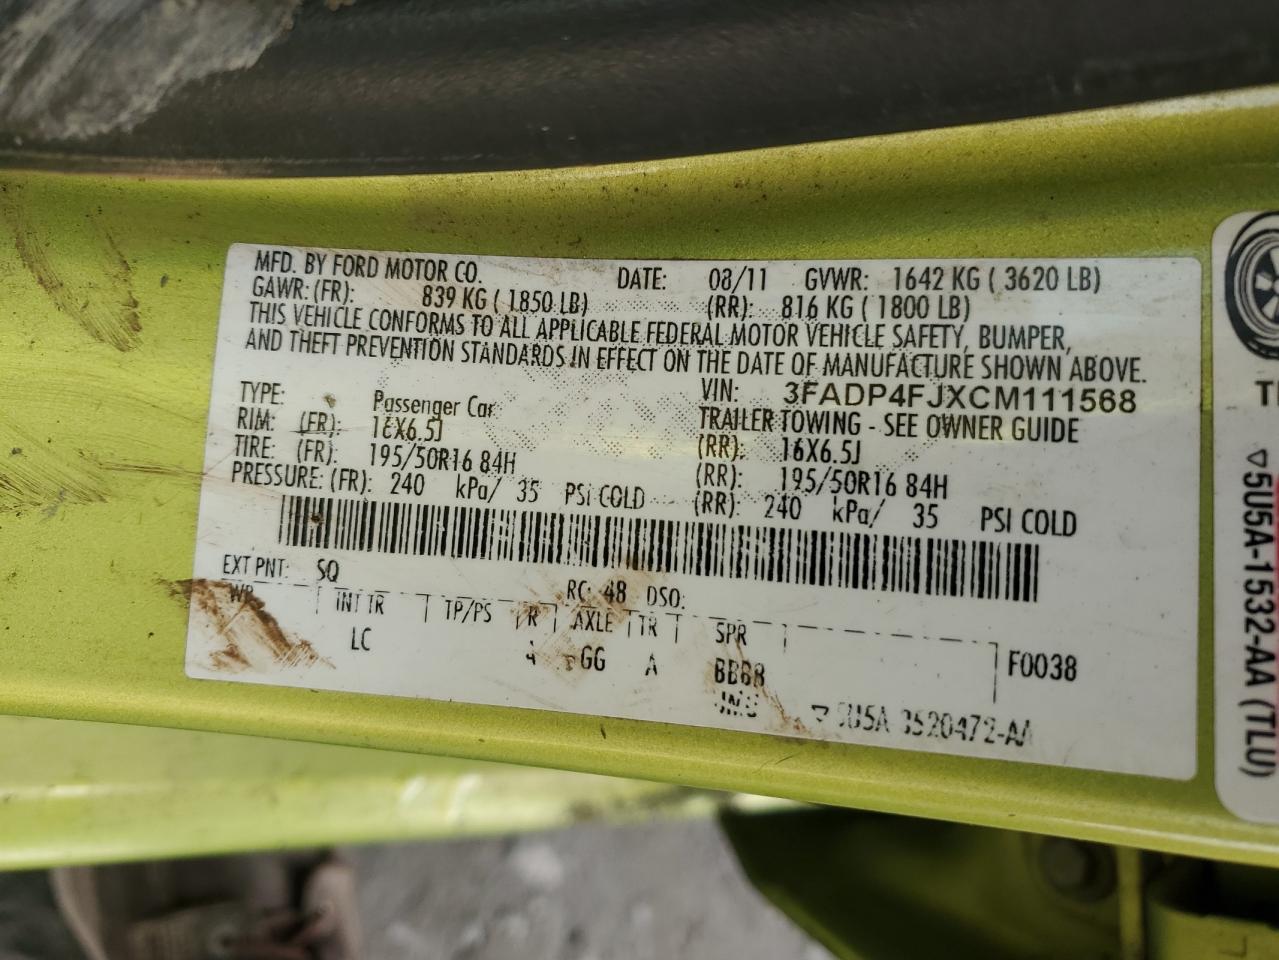 MFD. BY FORD MOTOR CO. DATE: 08/11 GVWR: 1642 KG ( 3620 LB)
GAWR: (FR): 839 KG ( 1850 LB) (RR): 816 KG ( 1800 LB)
THIS VEHICLE CONFORMS TO ALL APPLICABLE FEDERAL MOTOR VEHICLE SAFETY, BUMPER,
AND THEFT PREVENTION STANDARDS IN EFFECT ON THE DATE OF MANUFACTURE SHOWN ABOVE.
VIN: 3FADP4FJXCM111568
TYPE: Passenger Car TRAILER TOWING - SEE OWNER GUIDE
RIM: (FR): 16X6.5J (RR): 16X6.5J
TIRE: (FR): 195/50R16 84H (RR): 195/50R16 84H
PRESSURE: (FR): 240 kPa/ 35 PSI COLD (RR): 240 kPa/ 35 PSI COLD
EXT PNT: SQ RC: 48 DSO:
WB INT TR TP/PS R AXLE TR SPR
LC 4 GG A BBBB F0038
5U5A-1532-AA (TLU)